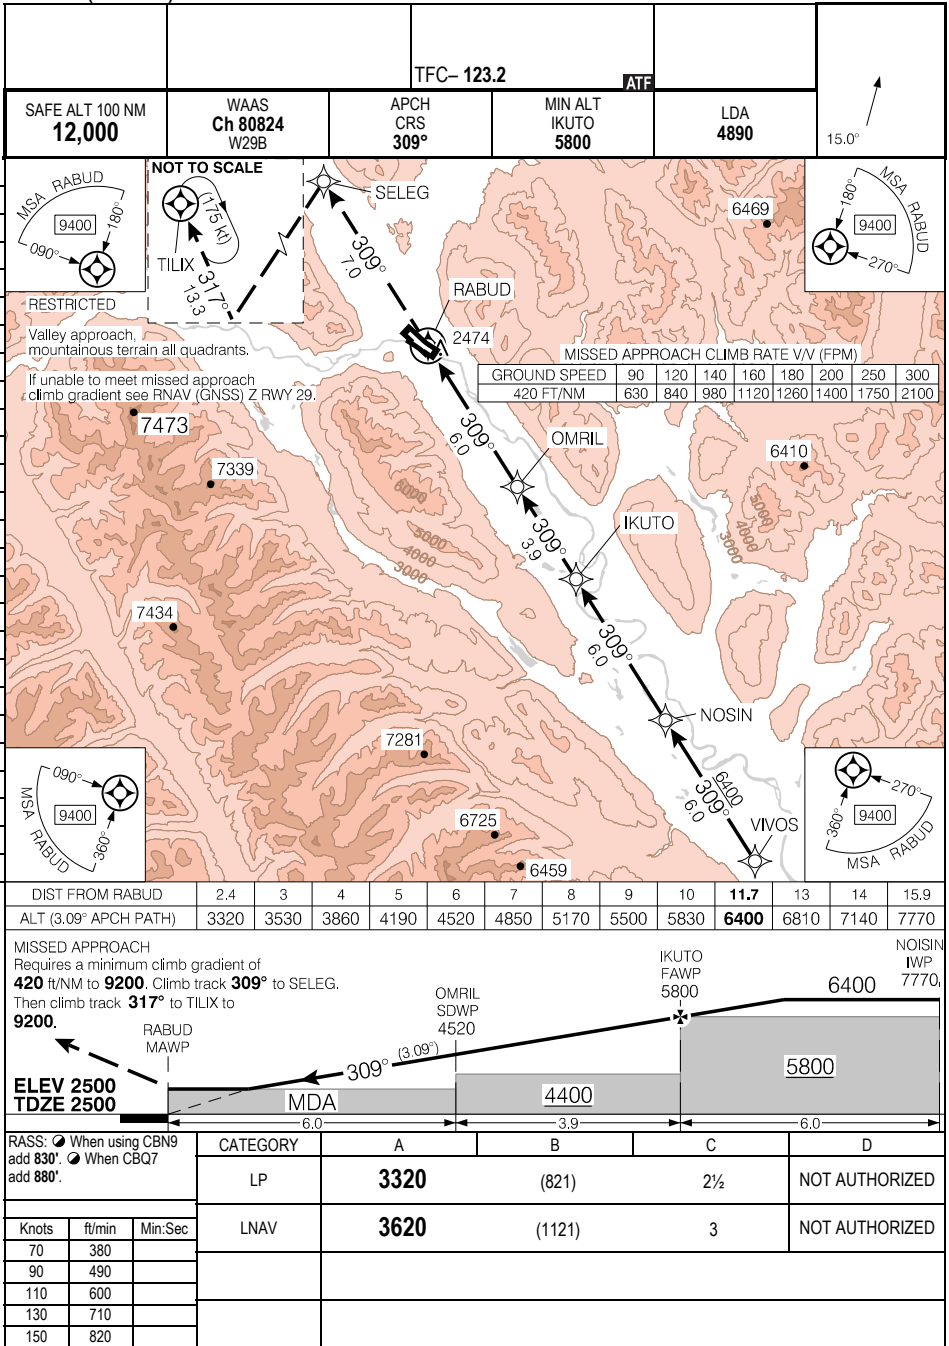 TFC– 123.2
ATF
SAFE ALT 100 NM
12,000
WAAS
Ch 80824
W29B
APCH
CRS
309°
MIN ALT
IKUTO
5800
LDA
4890
15.0°
MSA RABUD
9400
180°
090°
RESTRICTED
NOT TO SCALE
(175 kt)
TILIX
317°
13.3
SELEG
309°
7.0
6469
MSA RABUD
180°
9400
270°
RABUD
2474
Valley approach,
mountainous terrain all quadrants.
If unable to meet missed approach
climb gradient see RNAV (GNSS) Z RWY 29.
MISSED APPROACH CLIMB RATE V/V (FPM)
GROUND SPEED 90 120 140 160 180 200 250 300
420 FT/NM 630 840 980 1120 1260 1400 1750 2100
7473
309°
6.0
OMRIL
6410
7339
6000
5000
4000
3000
5000
4000
3000
IKUTO
309°
3.9
7434
309°
6.0
NOSIN
7281
6400
309°
6.0
VIVOS
6725
6459
090°
MSA RABUD
9400
360°
270°
360°
9400
MSA RABUD
DIST FROM RABUD 2.4 3 4 5 6 7 8 9 10 11.7 13 14 15.9
ALT (3.09° APCH PATH) 3320 3530 3860 4190 4520 4850 5170 5500 5830 6400 6810 7140 7770
MISSED APPROACH
Requires a minimum climb gradient of
420 ft/NM to 9200. Climb track 309° to SELEG.
Then climb track 317° to TILIX to
9200.
RABUD
MAWP
OMRIL
SDWP
4520
IKUTO
FAWP
5800
NOISIN
IWP
7770
6400
309° (3.09°)
5800
4400
MDA
ELEV 2500
TDZE 2500
6.0 3.9 6.0
RASS: When using CBN9
add 830'. When CBQ7
add 880'.
CATEGORY A B C D
LP 3320 (821) 2½ NOT AUTHORIZED
LNAV 3620 (1121) 3 NOT AUTHORIZED
Knots ft/min Min:Sec
70 380
90 490
110 600
130 710
150 820